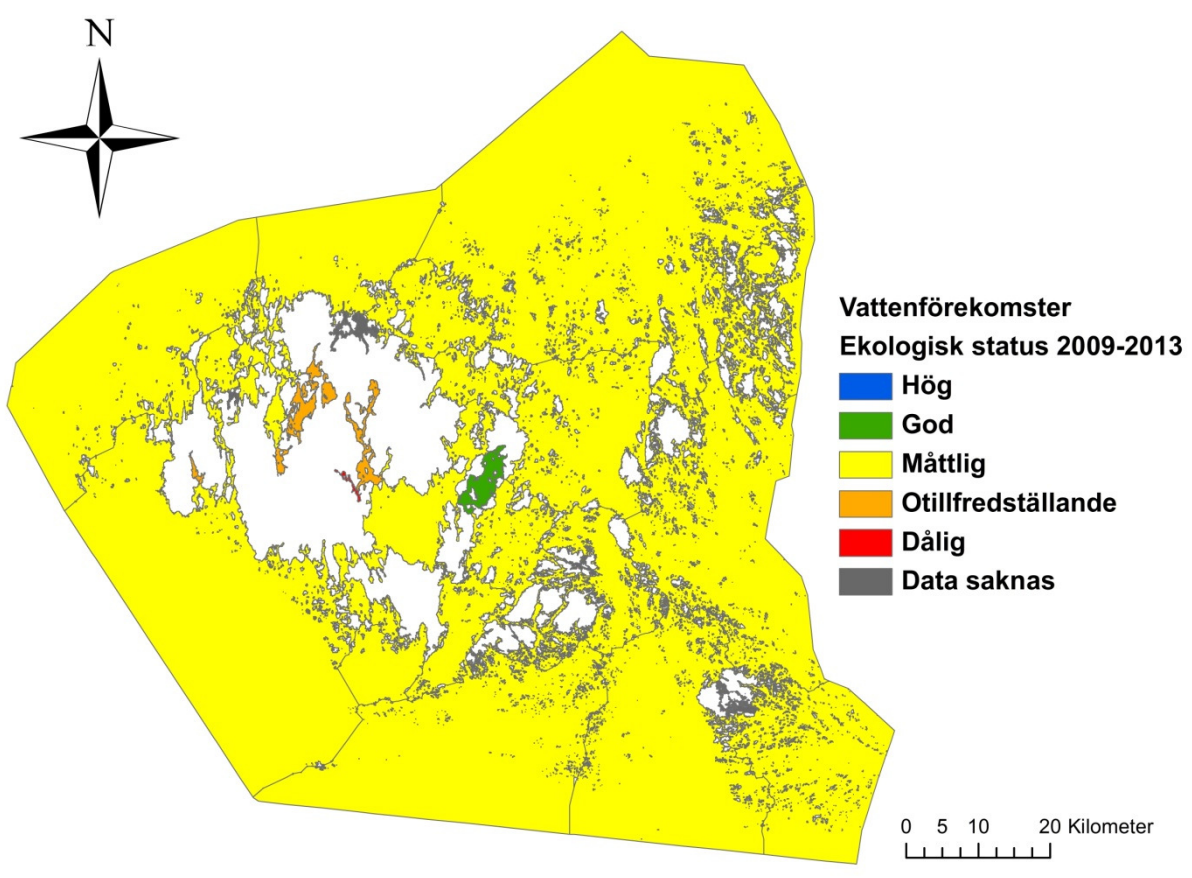 N
Vattenförekomster
Ekologisk status 2009-2013
Hög
God
Måttlig
Otillfredställande
Dålig
Data saknas
0 5 10 20 Kilometer